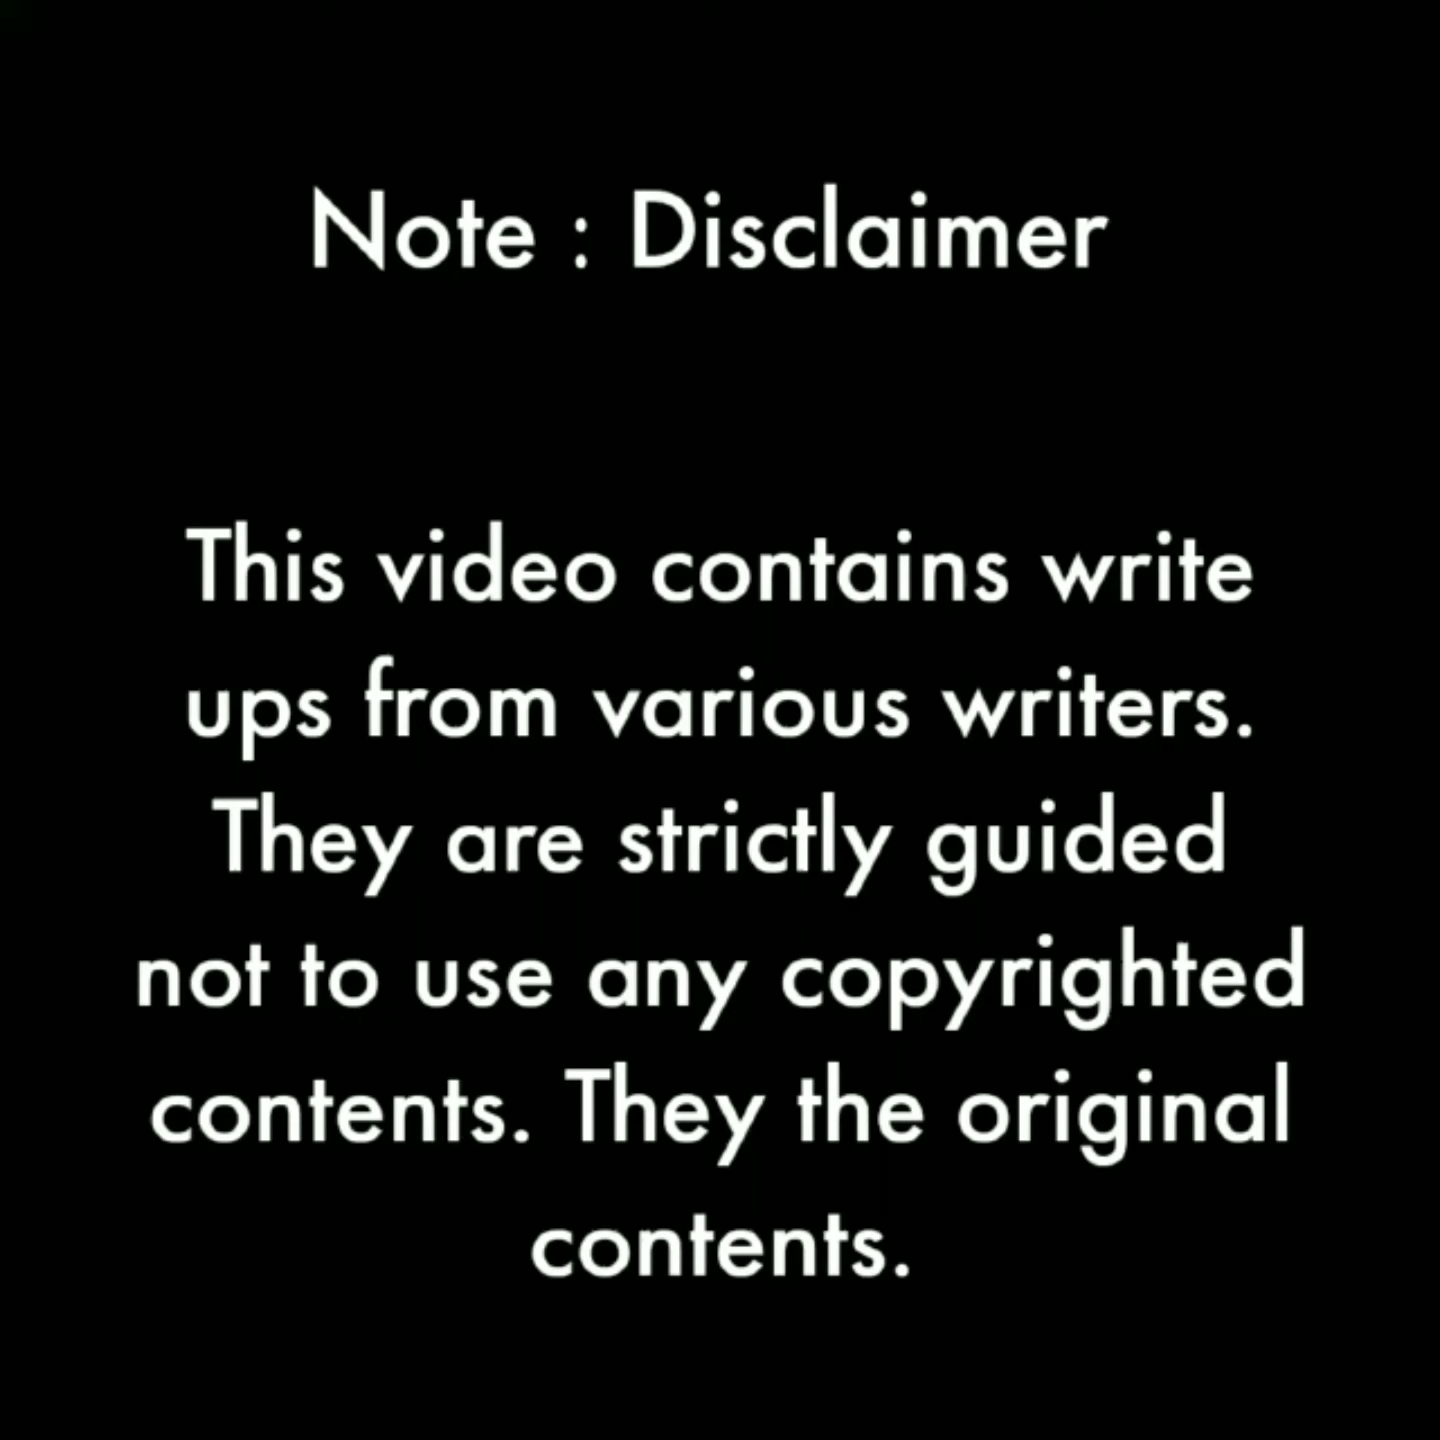 Note : Disclaimer
This video contains write
ups from various writers.
They are strictly guided
not to use any copyrighted
contents. They the original
contents.